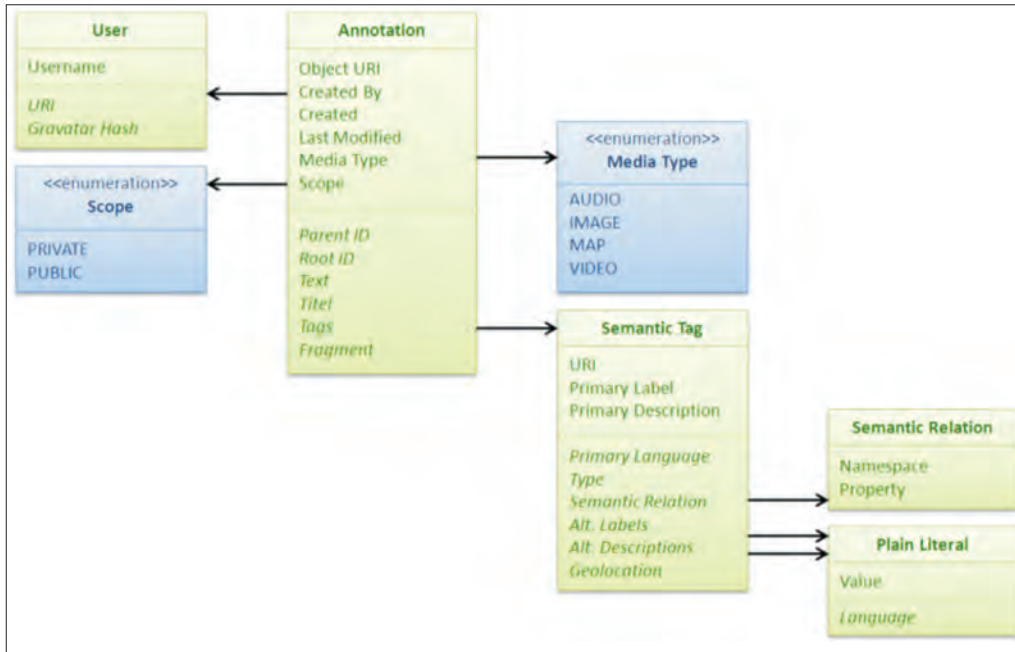 User
Username
URI
Gravatar Hash
<<enumeration>>
Scope
PRIVATE
PUBLIC
Annotation
Object URI
Created By
Created
Last Modified
Media Type
Scope
Parent ID
Root ID
Text
Titel
Tags
Fragment
<<enumeration>>
Media Type
AUDIO
IMAGE
MAP
VIDEO
Semantic Tag
URI
Primary Label
Primary Description
Primary Language
Type
Semantic Relation
Alt. Labels
Alt. Descriptions
Geolocation
Semantic Relation
Namespace
Property
Plain Literal
Value
Language